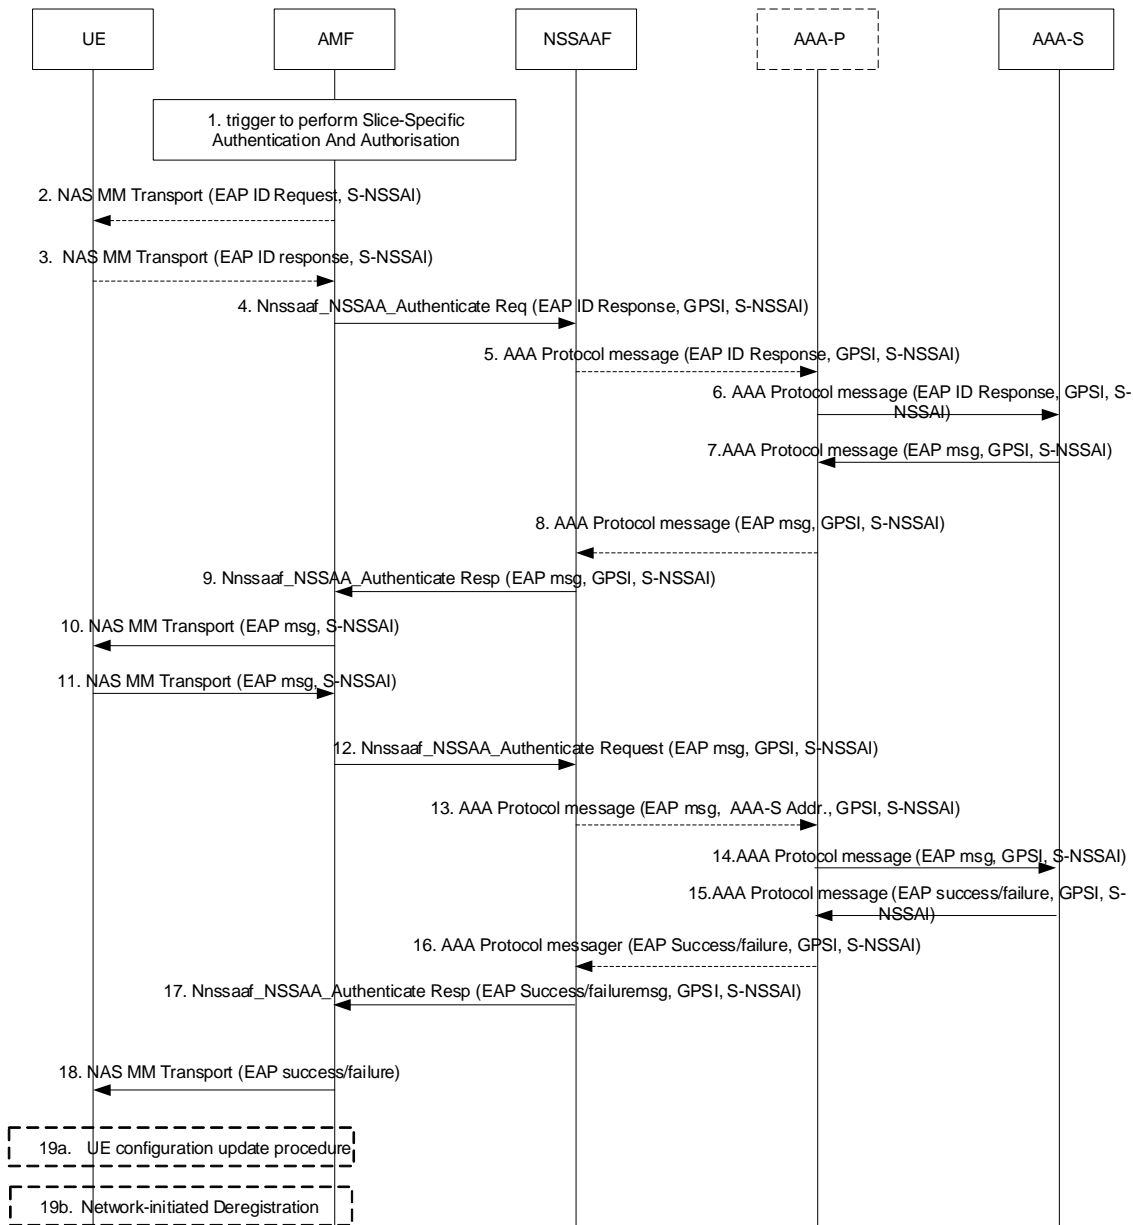 UE
AMF
NSSAAF
AAA-P
AAA-S
1. trigger to perform Slice-Specific
Authentication And Authorisation
2. NAS MM Transport (EAP ID Request, S-NSSAI)
3. NAS MM Transport (EAP ID response, S-NSSAI)
4. Nnssaaf_NSSAA_Authenticate Req (EAP ID Response, GPSI, S-NSSAI)
5. AAA Protocol message (EAP ID Response, GPSI, S-NSSAI)
6. AAA Protocol message (EAP ID Response, GPSI, S-
NSSAI)
7.AAA Protocol message (EAP msg, GPSI, S-NSSAI)
8. AAA Protocol message (EAP msg, GPSI, S-NSSAI)
9. Nnssaaf_NSSAA_Authenticate Resp (EAP msg, GPSI, S-NSSAI)
10. NAS MM Transport (EAP msg, S-NSSAI)
11. NAS MM Transport (EAP msg, S-NSSAI)
12. Nnssaaf_NSSAA_Authenticate Request (EAP msg, GPSI, S-NSSAI)
13. AAA Protocol message (EAP msg, AAA-S Addr., GPSI, S-NSSAI)
14.AAA Protocol message (EAP msg, GPSI, S-NSSAI)
15.AAA Protocol message (EAP success/failure, GPSI, S-
NSSAI)
16. AAA Protocol messager (EAP Success/failure, GPSI, S-NSSAI)
17. Nnssaaf_NSSAA_Authenticate Resp (EAP Success/failuremsg, GPSI, S-NSSAI)
18. NAS MM Transport (EAP success/failure)
19a. UE configuration update procedure
19b. Network-initiated Deregistration